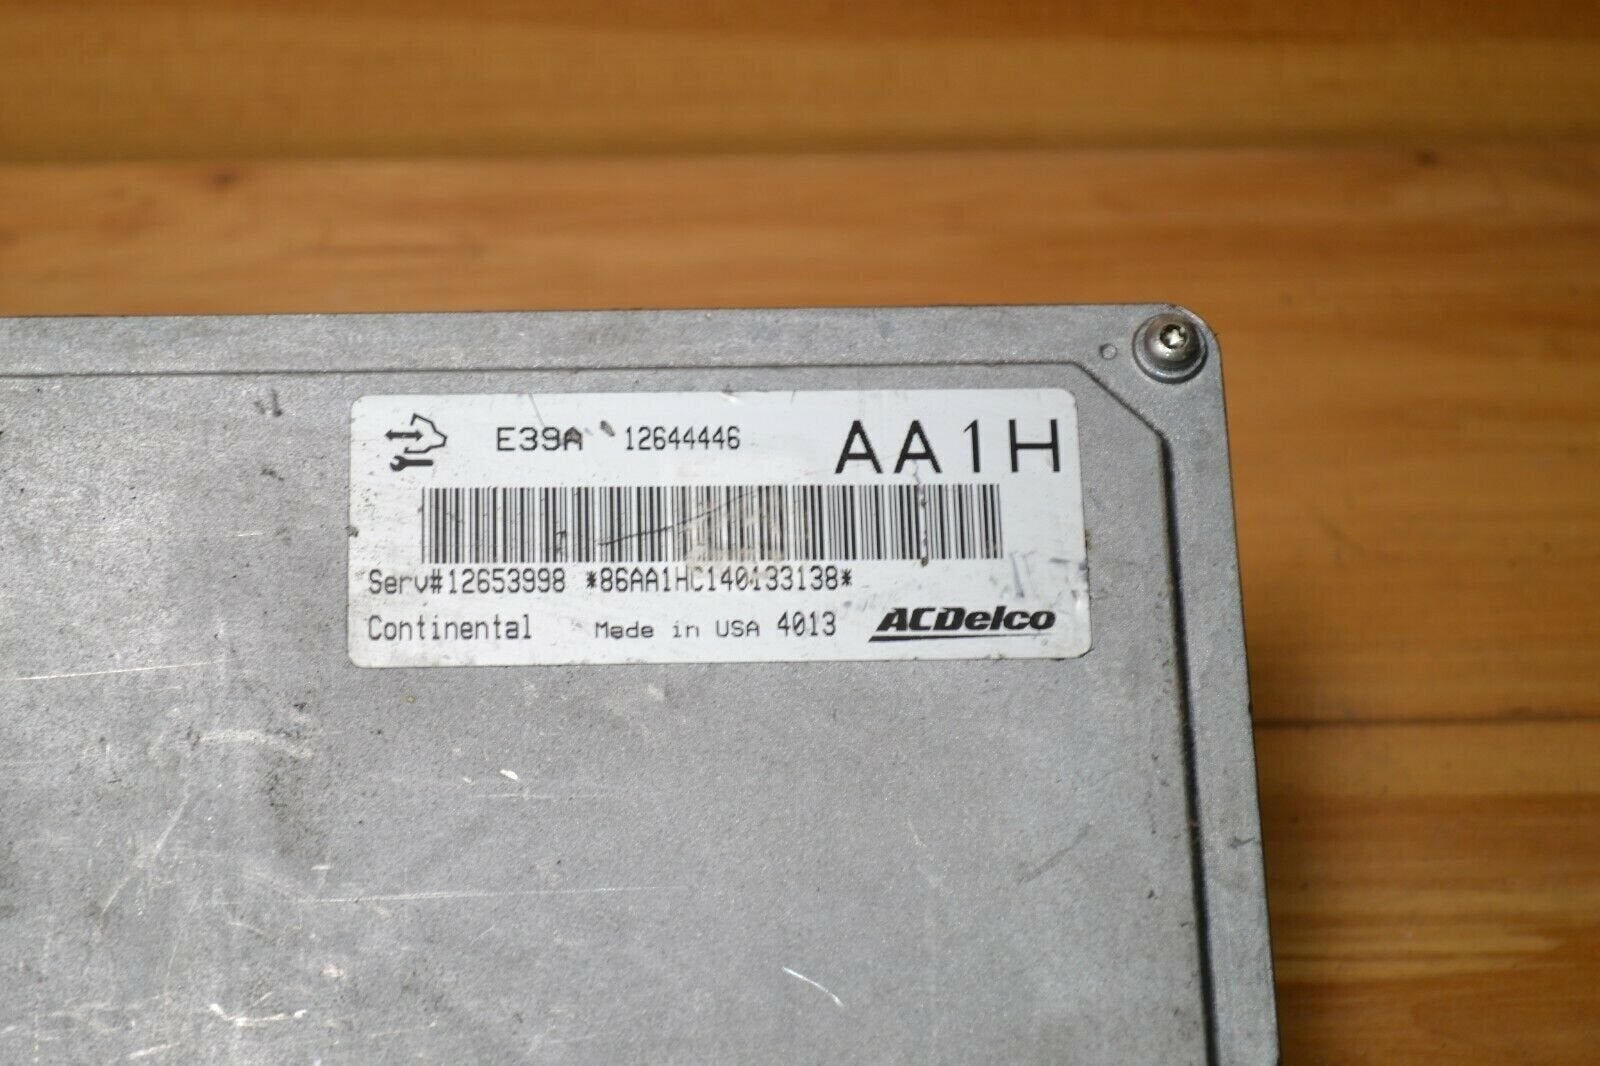 E39A 12644446 AA1H
Serv#12653998 *86AA1HC140133138*
Continental Made in USA 4013 ACDelco